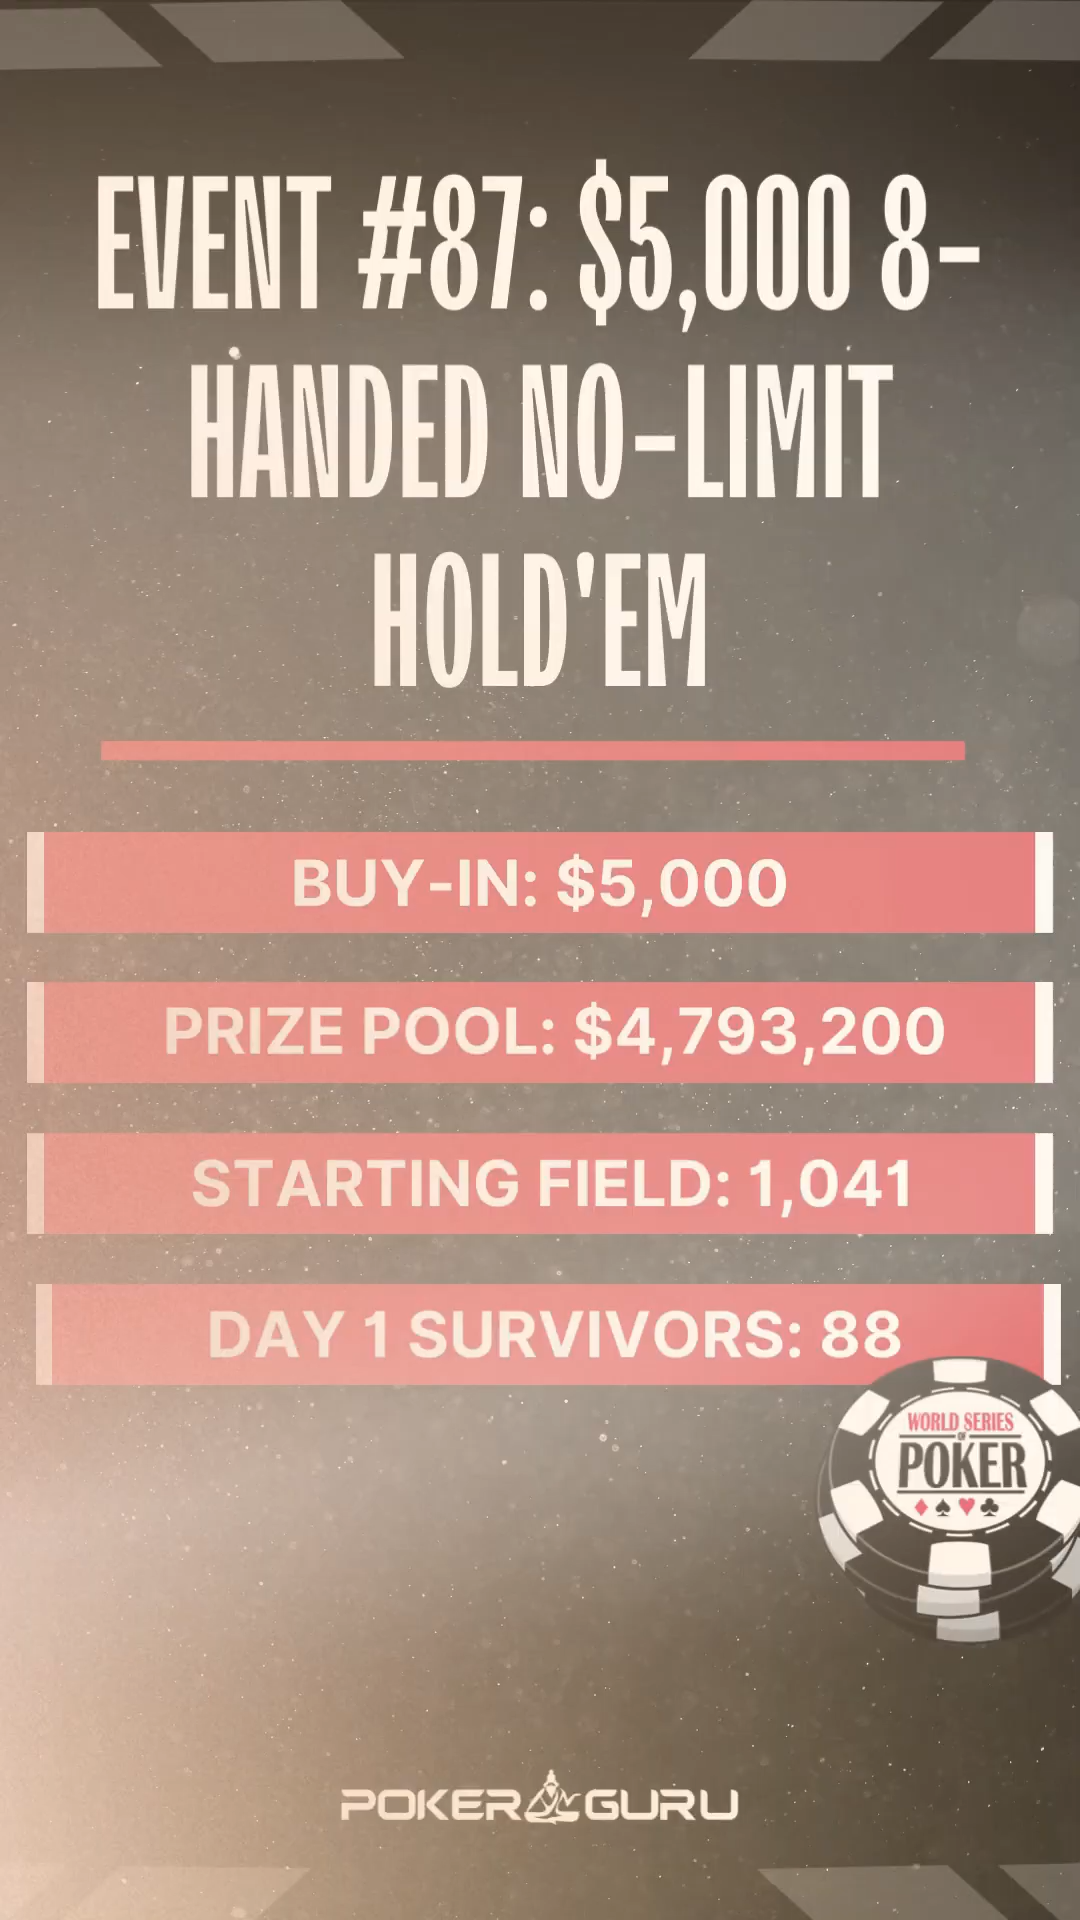 EVENT #87: $5,000 8-
HANDED NO-LIMIT
HOLD'EM
BUY-IN: $5,000
PRIZE POOL: $4,793,200
STARTING FIELD: 1,041
DAY 1 SURVIVORS: 88
WORLD SERIES
OF
POKER
POKER GURU